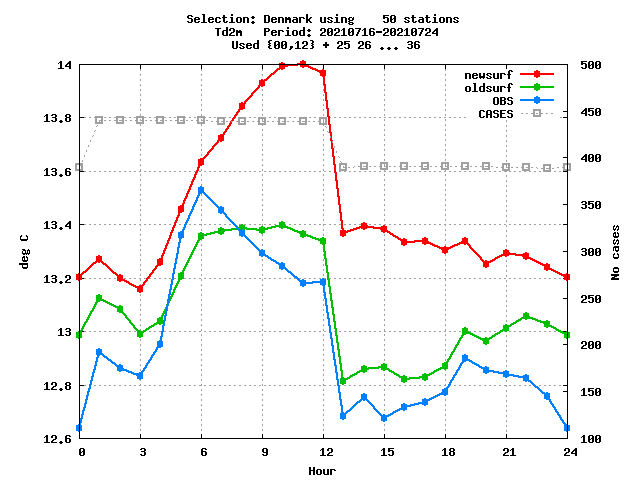 Selection: Denmark using    50 stations
Td2m   Period: 20210716-20210724
Used {00,12} + 25 26 ... 36
newsurf
oldsurf
OBS
CASES
14
13.8
13.6
13.4
13.2
13
12.8
12.6
deg C
500
450
400
350
300
250
200
150
100
No cases
0 3 6 9 12 15 18 21 24
Hour